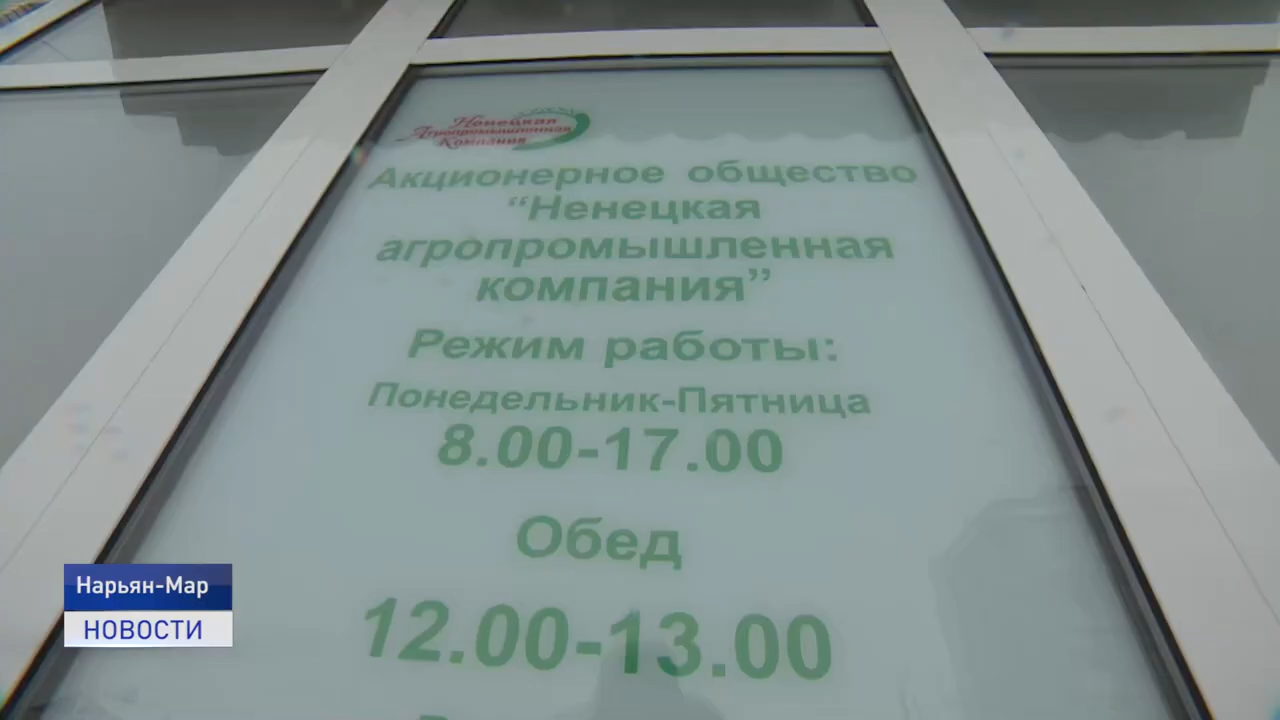 Ненецкая
Агропромышленная
Компания
Акционерное общество
“Ненецкая
агропромышленная
компания”
Режим работы:
Понедельник-Пятница
8.00-17.00
Обед
12.00-13.00
Нарьян-Мар
НОВОСТИ